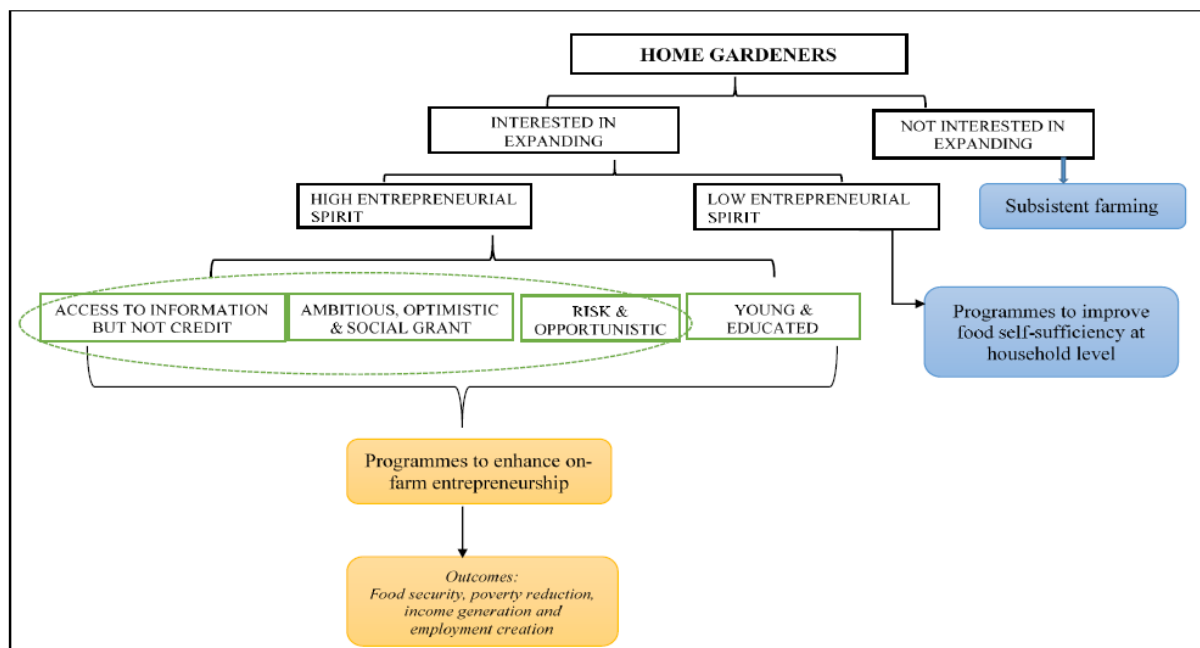 HOME GARDENERS
INTERESTED IN
EXPANDING
NOT INTERESTED IN
EXPANDING
HIGH ENTREPRENEURIAL
SPIRIT
LOW ENTREPRENEURIAL
SPIRIT
Subsistent farming
ACCESS TO INFORMATION
BUT NOT CREDIT
AMBITIOUS, OPTIMISTIC
& SOCIAL GRANT
RISK &
OPPORTUNISTIC
YOUNG &
EDUCATED
Programmes to improve
food self-sufficiency at
household level
Programmes to enhance on-
farm entrepreneurship
Outcomes:
Food security, poverty reduction,
income generation and
employment creation